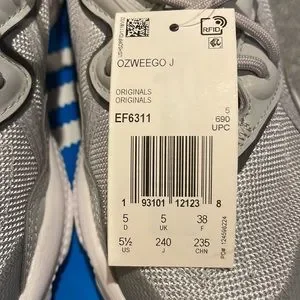 RFID
OZWEEGO J
ORIGINALS
ORIGINALS
EF6311
5
690
UPC
1 93101 12123 8
5 5 38
D UK F
5½ 240 235
US J CHN